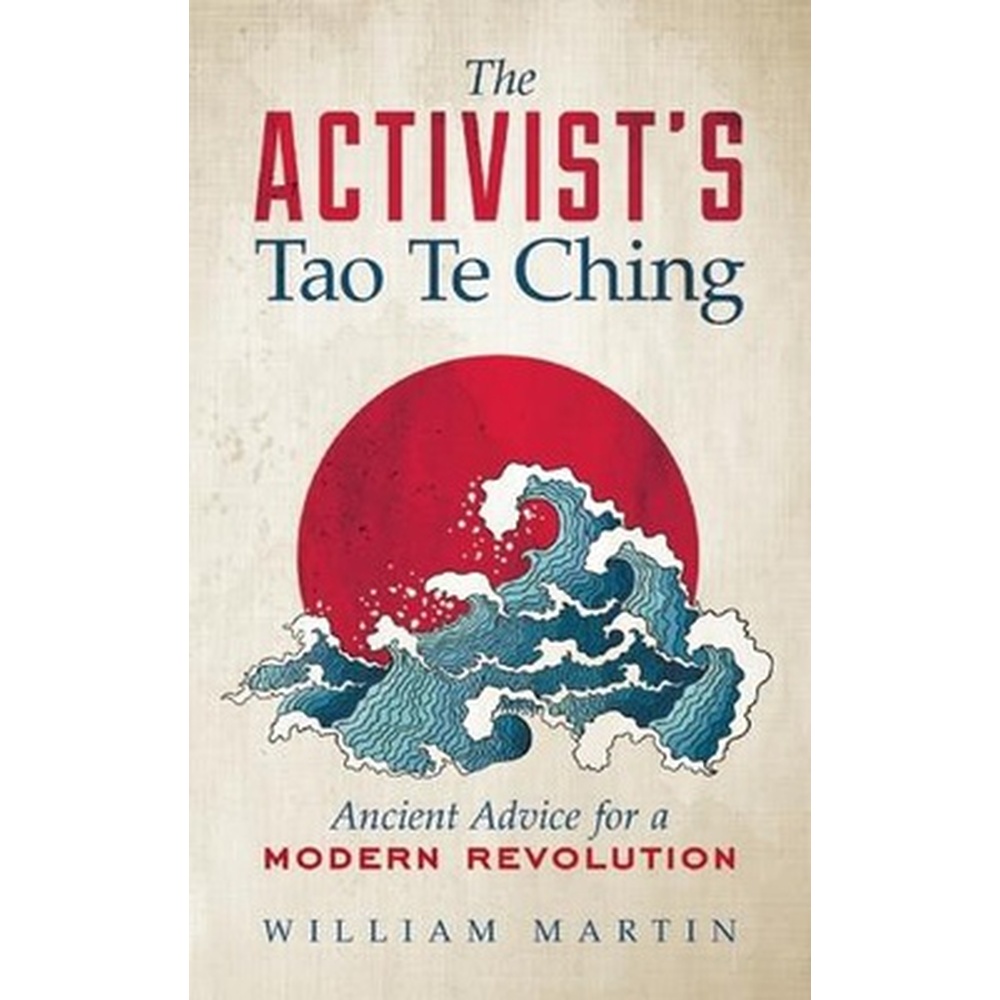 The
ACTIVIST'S
Tao Te Ching
Ancient Advice for a
MODERN REVOLUTION
WILLIAM MARTIN